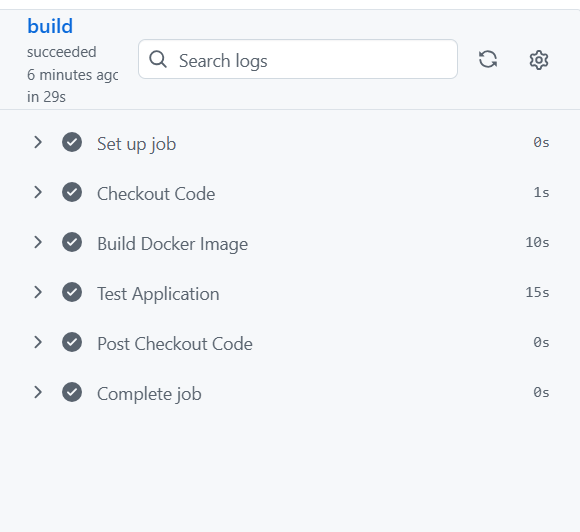 build
succeeded
6 minutes ago
in 29s
Search logs
Set up job 0s
Checkout Code 1s
Build Docker Image 10s
Test Application 15s
Post Checkout Code 0s
Complete job 0s